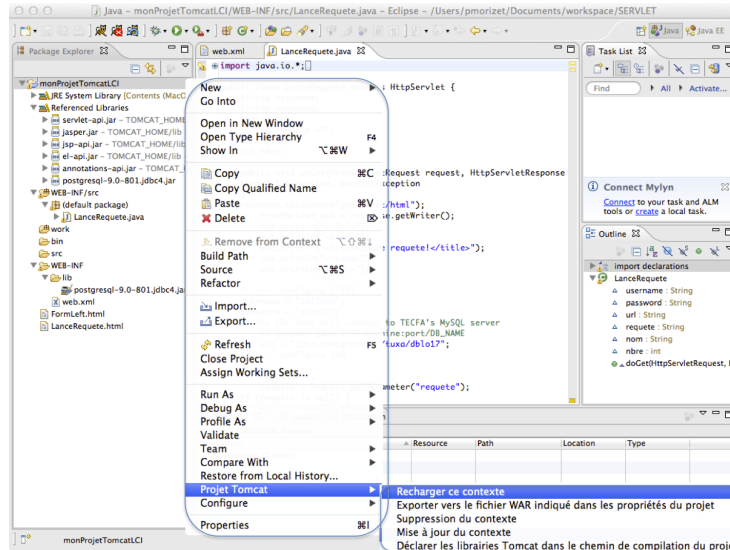 Java – monProjetTomcatLCI/WEB-INF/src/LanceRequete.java – Eclipse – /Users/pmorizet/Documents/workspace/SERVLET
Java
Java EE
Package Explorer
monProjetTomcatLCI
JRE System Library [Contents (MacO
Referenced Libraries
servlet-api.jar – TOMCAT_HOME/lib
jasper.jar – TOMCAT_HOME/lib
jsp-api.jar – TOMCAT_HOME/lib
el-api.jar – TOMCAT_HOME/lib
annotations-api.jar – TOMCAT_
postgresql-9.0-801.jdbc4.jar
WEB-INF/src
(default package)
LanceRequete.java
work
bin
src
WEB-INF
lib
postgresql-9.0-801.jdbc4.ja
web.xml
FormLeft.html
LanceRequete.html
web.xml
LanceRequete.java
import java.io.*;
HttpServlet {
Request request, HttpServletResponse
ception
/html");
se.getWriter();
requete!</title>");
to TECFA's MySQL server
hine:port/DB_NAME
/tuxa/dblo17";
meter("requete");
New
Go Into
Open in New Window
Open Type Hierarchy F4
Show In ⌥⌘W
Copy ⌘C
Copy Qualified Name
Paste ⌘V
Delete ⌦
Remove from Context ⌥⇧⌘↓
Build Path
Source ⌥⌘S
Refactor
Import...
Export...
Refresh F5
Close Project
Assign Working Sets...
Run As
Debug As
Profile As
Validate
Team
Compare With
Restore from Local History...
Projet Tomcat
Configure
Properties ⌘I
Recharger ce contexte
Exporter vers le fichier WAR indiqué dans les propriétés du projet
Suppression du contexte
Mise à jour du contexte
Déclarer les librairies Tomcat dans le chemin de compilation du proje
Task List
Find
All
Activate...
Connect Mylyn
Connect to your task and ALM
tools or create a local task.
Outline
import declarations
LanceRequete
username : String
password : String
url : String
requete : String
nom : String
nbre : int
doGet(HttpServletRequest,
Resource Path Location Type
monProjetTomcatLCI